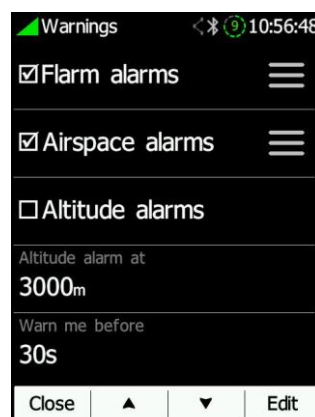 Warnings 9 10:56:48
Flarm alarms
Airspace alarms
Altitude alarms
Altitude alarm at
3000m
Warn me before
30s
Close Edit